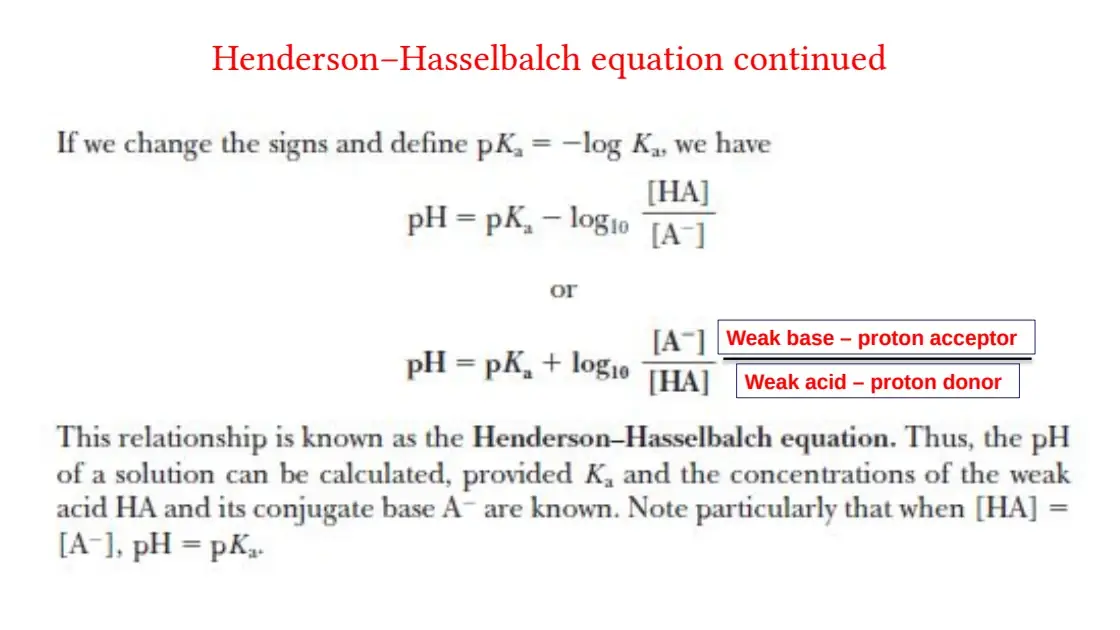 Henderson–Hasselbalch equation continued
If we change the signs and define pKₐ = −log Kₐ, we have
pH = pKₐ − log₁₀ [HA] / [A⁻]
or
pH = pKₐ + log₁₀ [A⁻] / [HA]
Weak base – proton acceptor
Weak acid – proton donor
This relationship is known as the Henderson–Hasselbalch equation. Thus, the pH
of a solution can be calculated, provided Kₐ and the concentrations of the weak
acid HA and its conjugate base A⁻ are known. Note particularly that when [HA] =
[A⁻], pH = pKₐ.